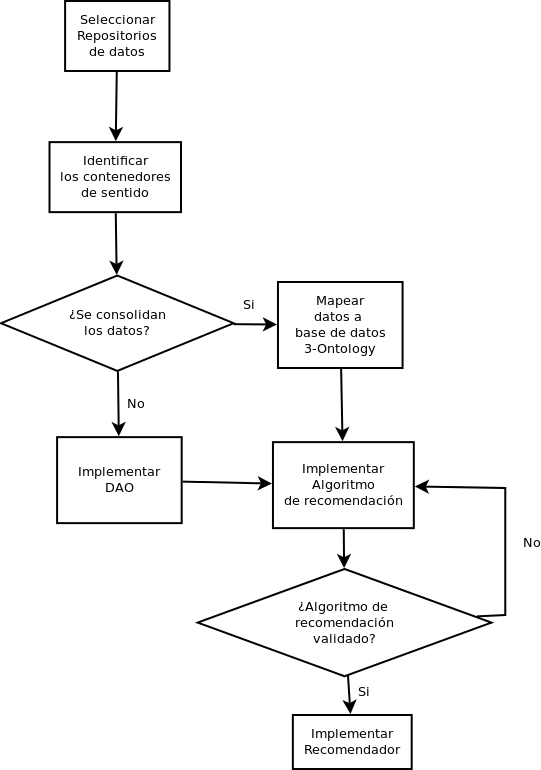 Seleccionar
Repositorios
de datos
Identificar
los contenedores
de sentido
¿Se consolidan
los datos?
Si
Mapear
datos a
base de datos
3-Ontology
No
Implementar
DAO
Implementar
Algoritmo
de recomendación
No
¿Algoritmo de
recomendación
validado?
Si
Implementar
Recomendador